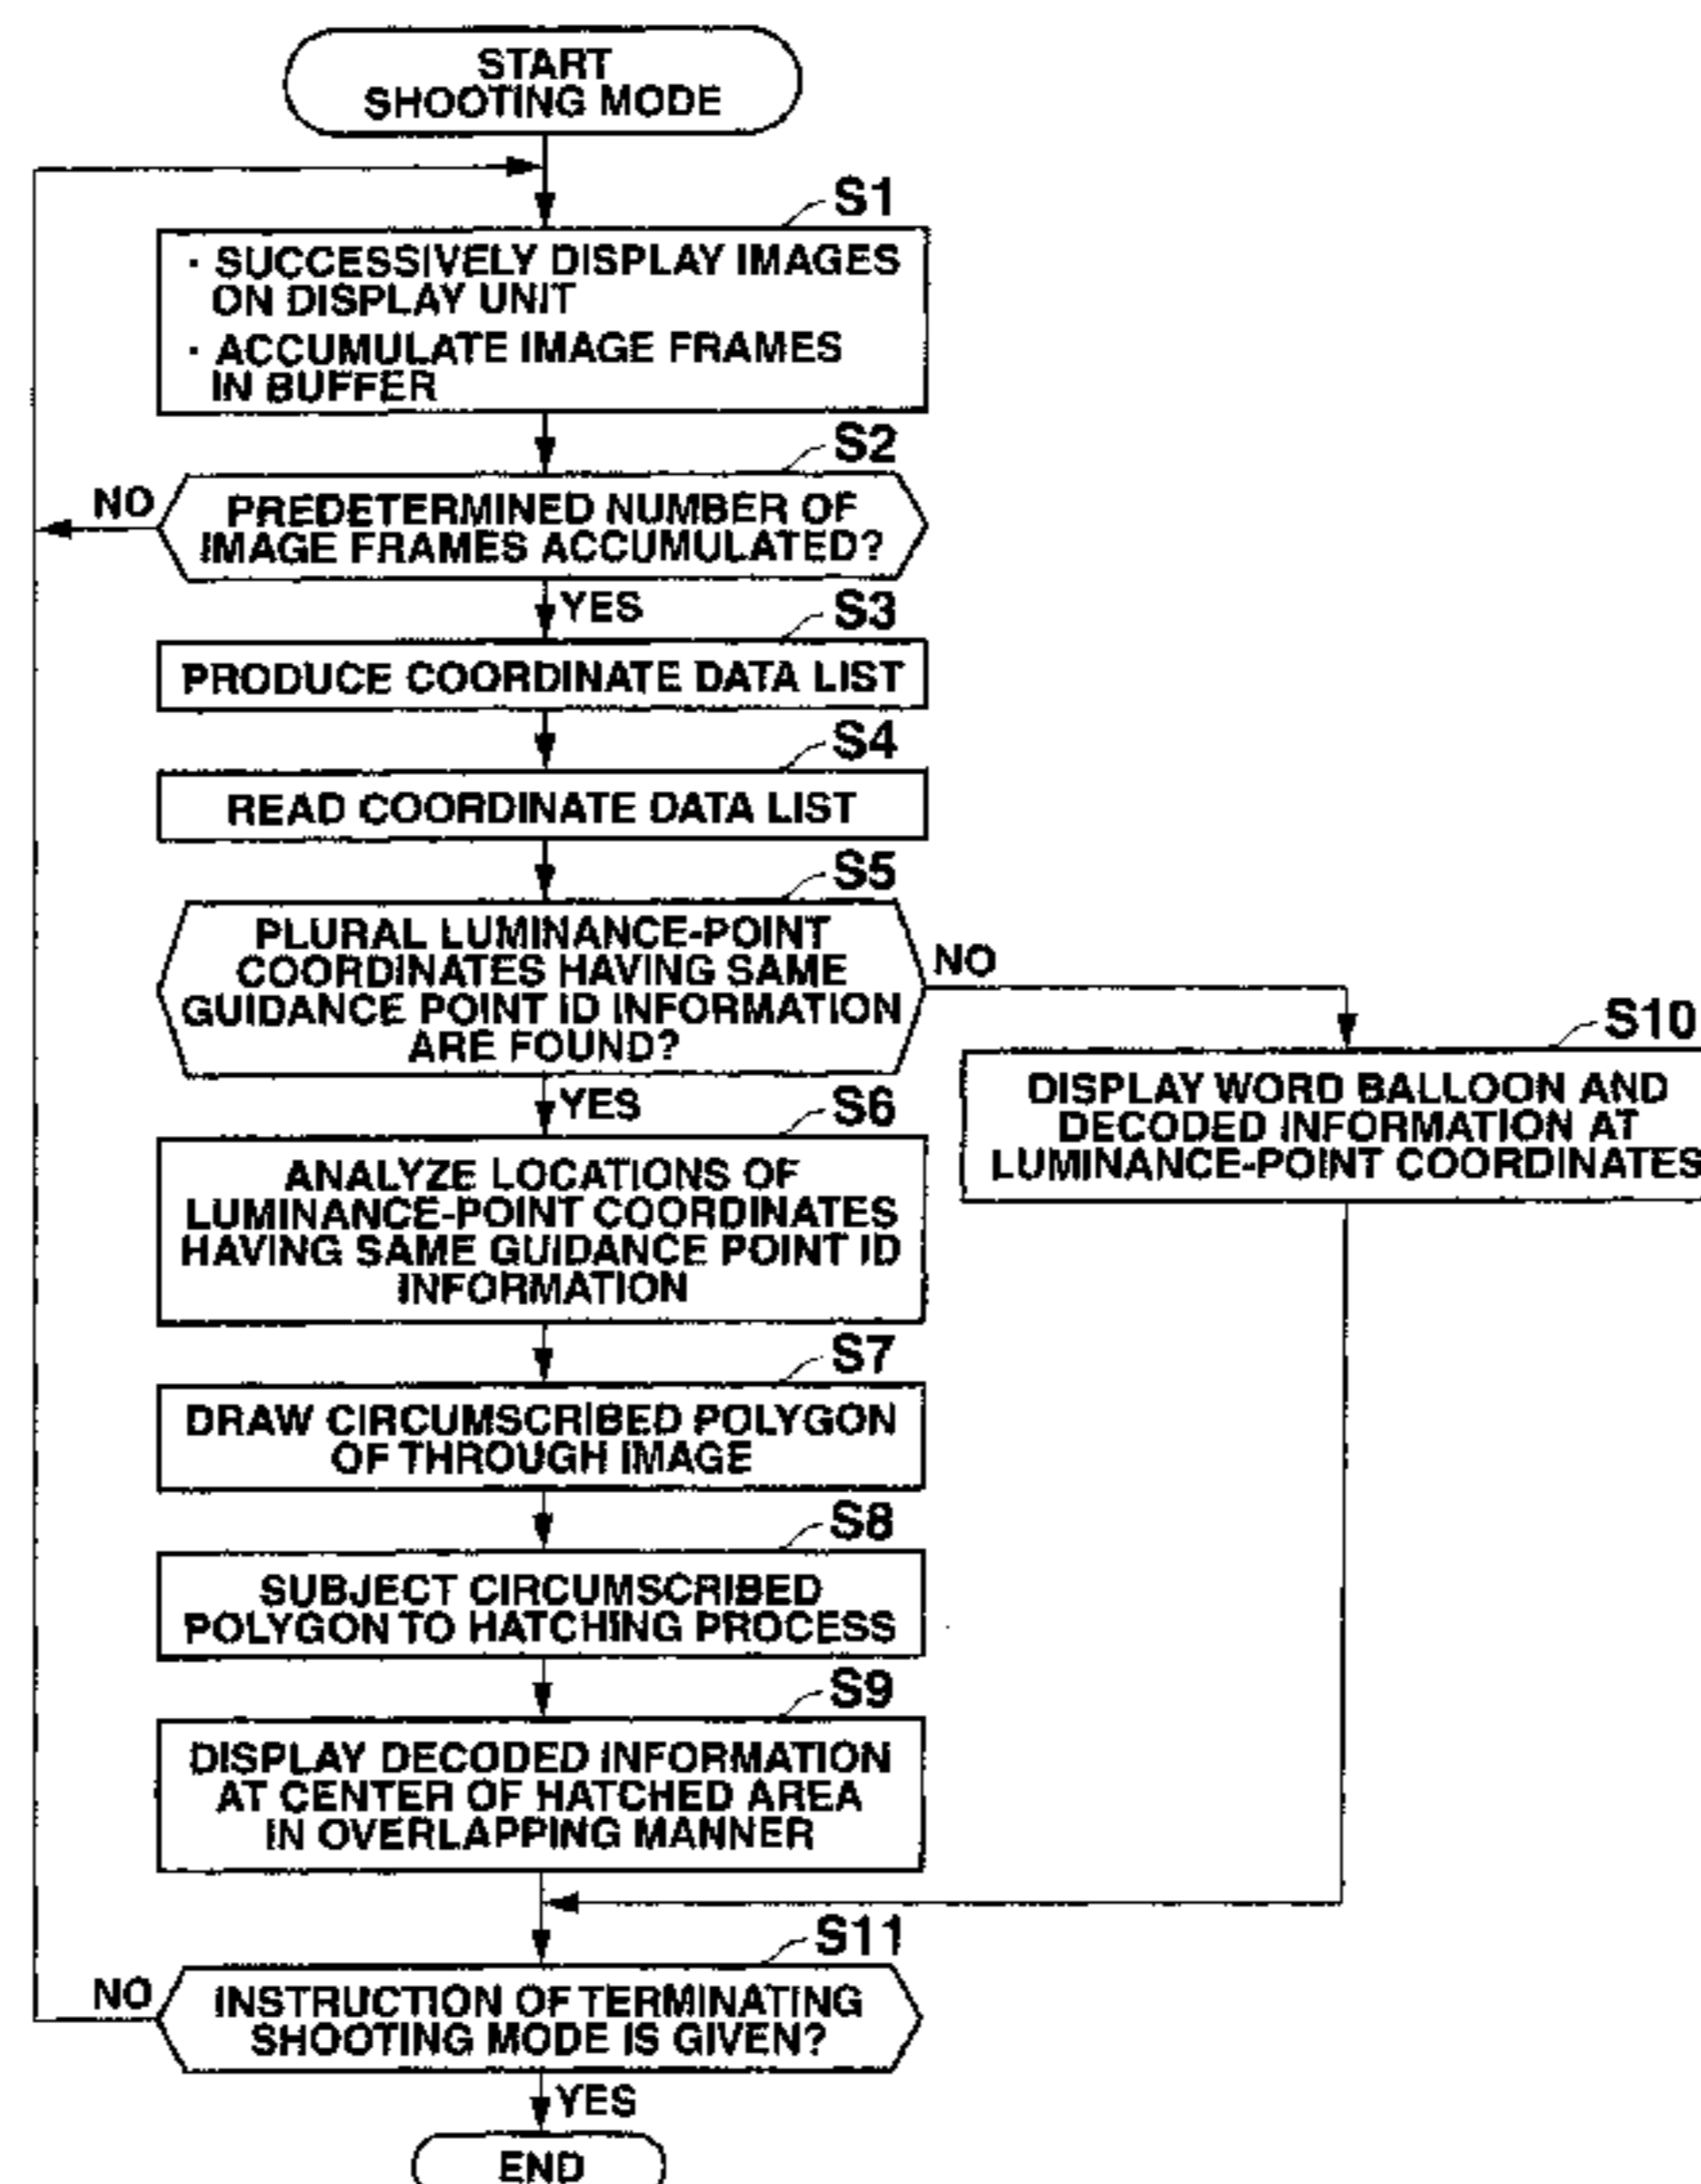 START
SHOOTING MODE
S1
· SUCCESSIVELY DISPLAY IMAGES
ON DISPLAY UNIT
· ACCUMULATE IMAGE FRAMES
IN BUFFER
S2
NO
PREDETERMINED NUMBER OF
IMAGE FRAMES ACCUMULATED?
YES
S3
PRODUCE COORDINATE DATA LIST
S4
READ COORDINATE DATA LIST
S5
PLURAL LUMINANCE-POINT
COORDINATES HAVING SAME
GUIDANCE POINT ID INFORMATION
ARE FOUND?
NO
S10
DISPLAY WORD BALLOON AND
DECODED INFORMATION AT
LUMINANCE-POINT COORDINATES
YES
S6
ANALYZE LOCATIONS OF
LUMINANCE-POINT COORDINATES
HAVING SAME GUIDANCE POINT ID
INFORMATION
S7
DRAW CIRCUMSCRIBED POLYGON
OF THROUGH IMAGE
S8
SUBJECT CIRCUMSCRIBED
POLYGON TO HATCHING PROCESS
S9
DISPLAY DECODED INFORMATION
AT CENTER OF HATCHED AREA
IN OVERLAPPING MANNER
S11
NO
INSTRUCTION OF TERMINATING
SHOOTING MODE IS GIVEN?
YES
END